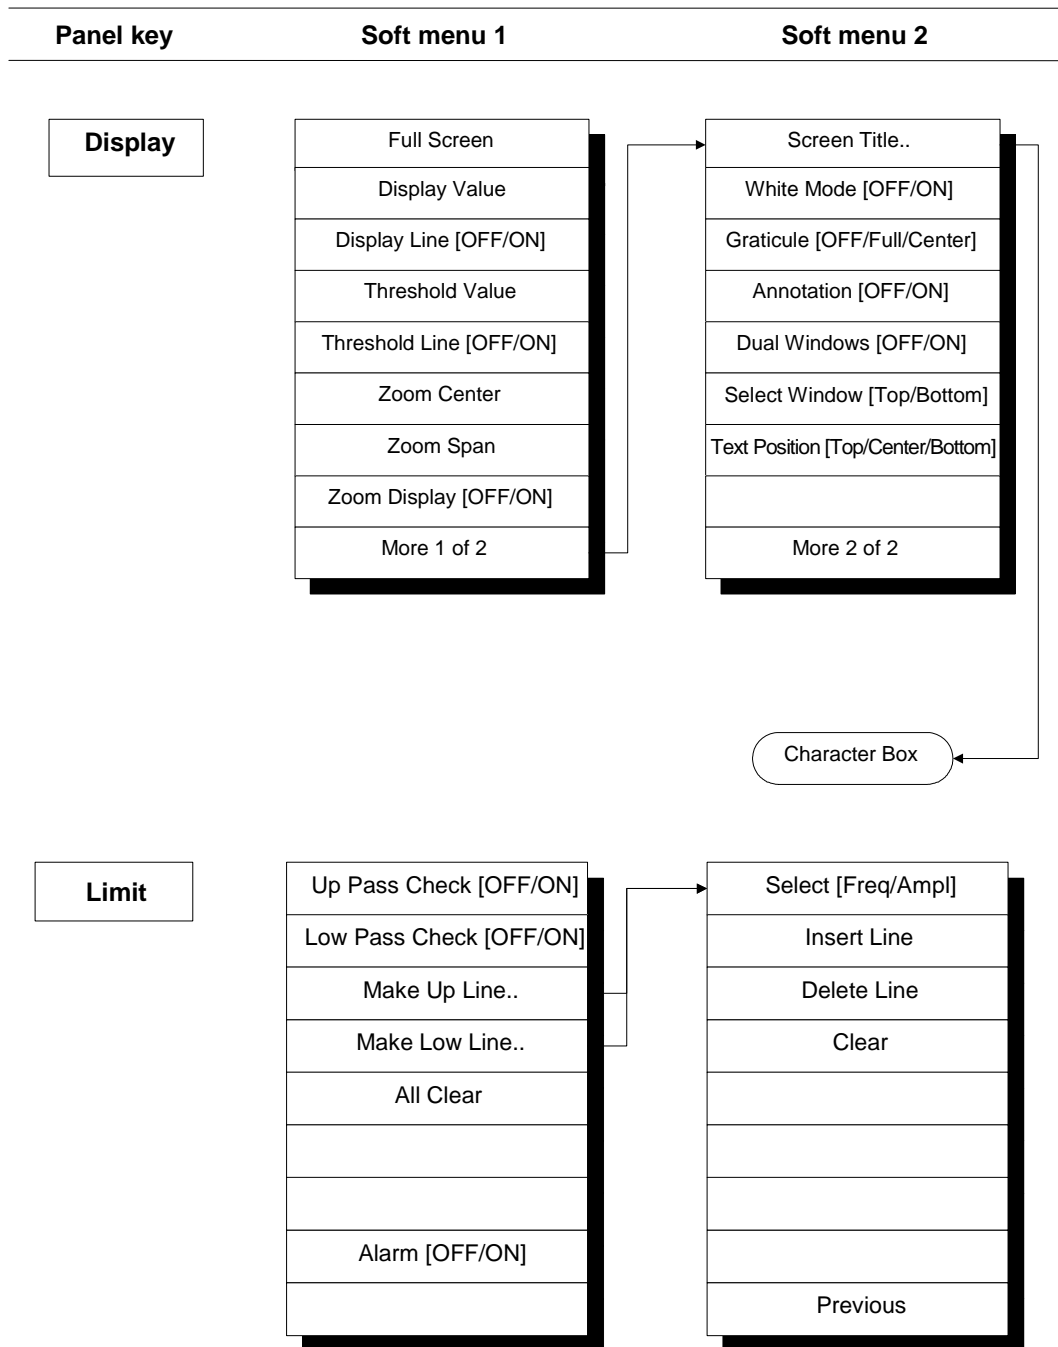 Panel key
Soft menu 1
Soft menu 2
Display
Full Screen
Display Value
Display Line [OFF/ON]
Threshold Value
Threshold Line [OFF/ON]
Zoom Center
Zoom Span
Zoom Display [OFF/ON]
More 1 of 2
Screen Title..
White Mode [OFF/ON]
Graticule [OFF/Full/Center]
Annotation [OFF/ON]
Dual Windows [OFF/ON]
Select Window [Top/Bottom]
Text Position [Top/Center/Bottom]
More 2 of 2
Character Box
Limit
Up Pass Check [OFF/ON]
Low Pass Check [OFF/ON]
Make Up Line..
Make Low Line..
All Clear
Alarm [OFF/ON]
Select [Freq/Ampl]
Insert Line
Delete Line
Clear
Previous